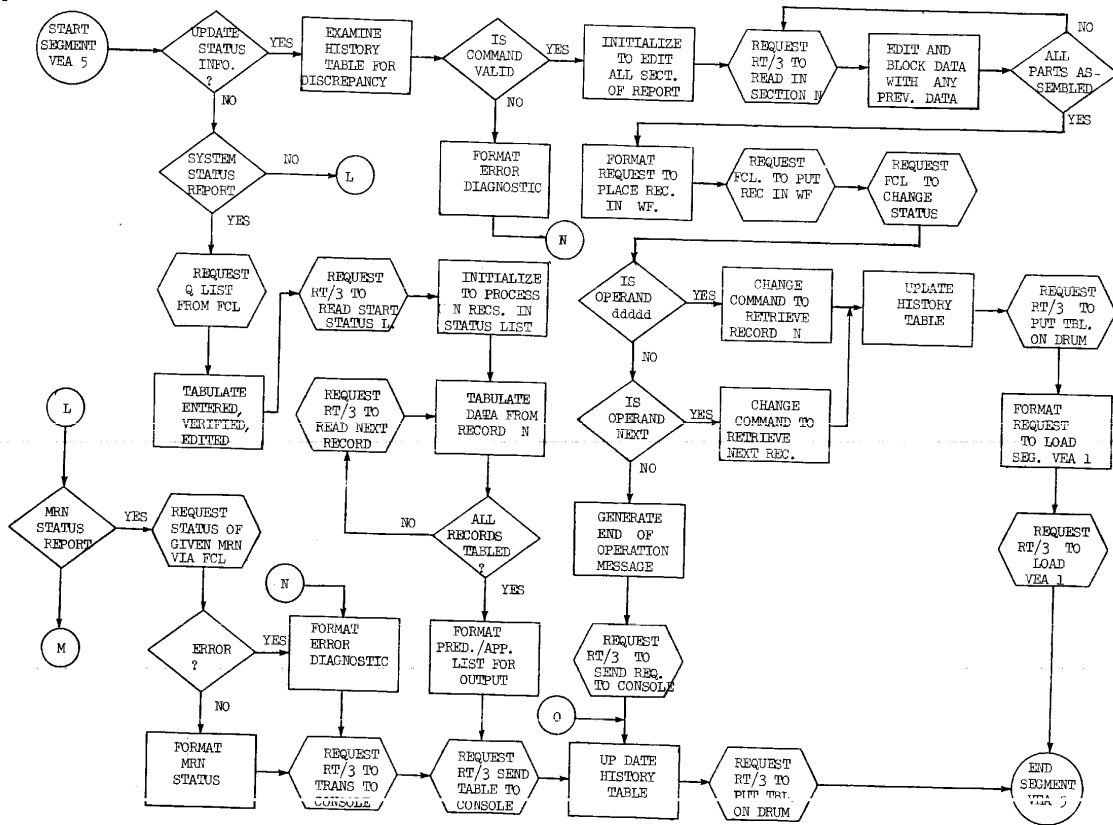 START
SEGMENT
VEA 5
UPDATE
STATUS
INFO.
?
YES
NO
EXAMINE
HISTORY
TABLE FOR
DISCREPANCY
IS
COMMAND
VALID
YES
NO
INITIALIZE
TO EDIT
ALL SECT.
OF REPORT
REQUEST
RT/3 TO
READ IN
SECTION N
EDIT AND
BLOCK DATA
WITH ANY
PREV. DATA
NO
ALL
PARTS AS-
SEMBLED
YES
SYSTEM
STATUS
REPORT
NO
L
YES
FORMAT
ERROR
DIAGNOSTIC
N
FORMAT
REQUEST TO
PLACE REC.
IN WF.
REQUEST
FCL. TO PUT
REC IN WF
REQUEST
FCL TO
CHANGE
STATUS
REQUEST
Q LIST
FROM FCL
REQUEST
RT/3 TO
READ START
STATUS L.
INITIALIZE
TO PROCESS
N RECS. IN
STATUS LIST
IS
OPERAND
ddddd
YES
NO
CHANGE
COMMAND TO
RETRIEVE
RECORD N
UPDATE
HISTORY
TABLE
REQUEST
RT/3 TO
PUT TBL.
ON DRUM
TABULATE
ENTERED,
VERIFIED,
EDITED
REQUEST
RT/3 TO
READ NEXT
RECORD
TABULATE
DATA FROM
RECORD N
IS
OPERAND
NEXT
YES
NO
CHANGE
COMMAND TO
RETRIEVE
NEXT REC.
FORMAT
REQUEST
TO LOAD
SEG. VEA 1
L
MRN
STATUS
REPORT
YES
REQUEST
STATUS OF
GIVEN MRN
VIA FCL
NO
ALL
RECORDS
TABLED
?
YES
GENERATE
END OF
OPERATION
MESSAGE
REQUEST
RT/3 TO
LOAD
VEA 1
M
N
ERROR
?
YES
NO
FORMAT
ERROR
DIAGNOSTIC
FORMAT
PRED./APP.
LIST FOR
OUTPUT
REQUEST
RT/3 TO
SEND REQ.
TO CONSOLE
O
FORMAT
MRN
STATUS
REQUEST
RT/3 TO
TRANS TO
CONSOLE
REQUEST
RT/3 SEND
TABLE TO
CONSOLE
UP DATE
HISTORY
TABLE
REQUEST
RT/3 TO
PUT TBL
ON DRUM
END
SEGMENT
VEA 5